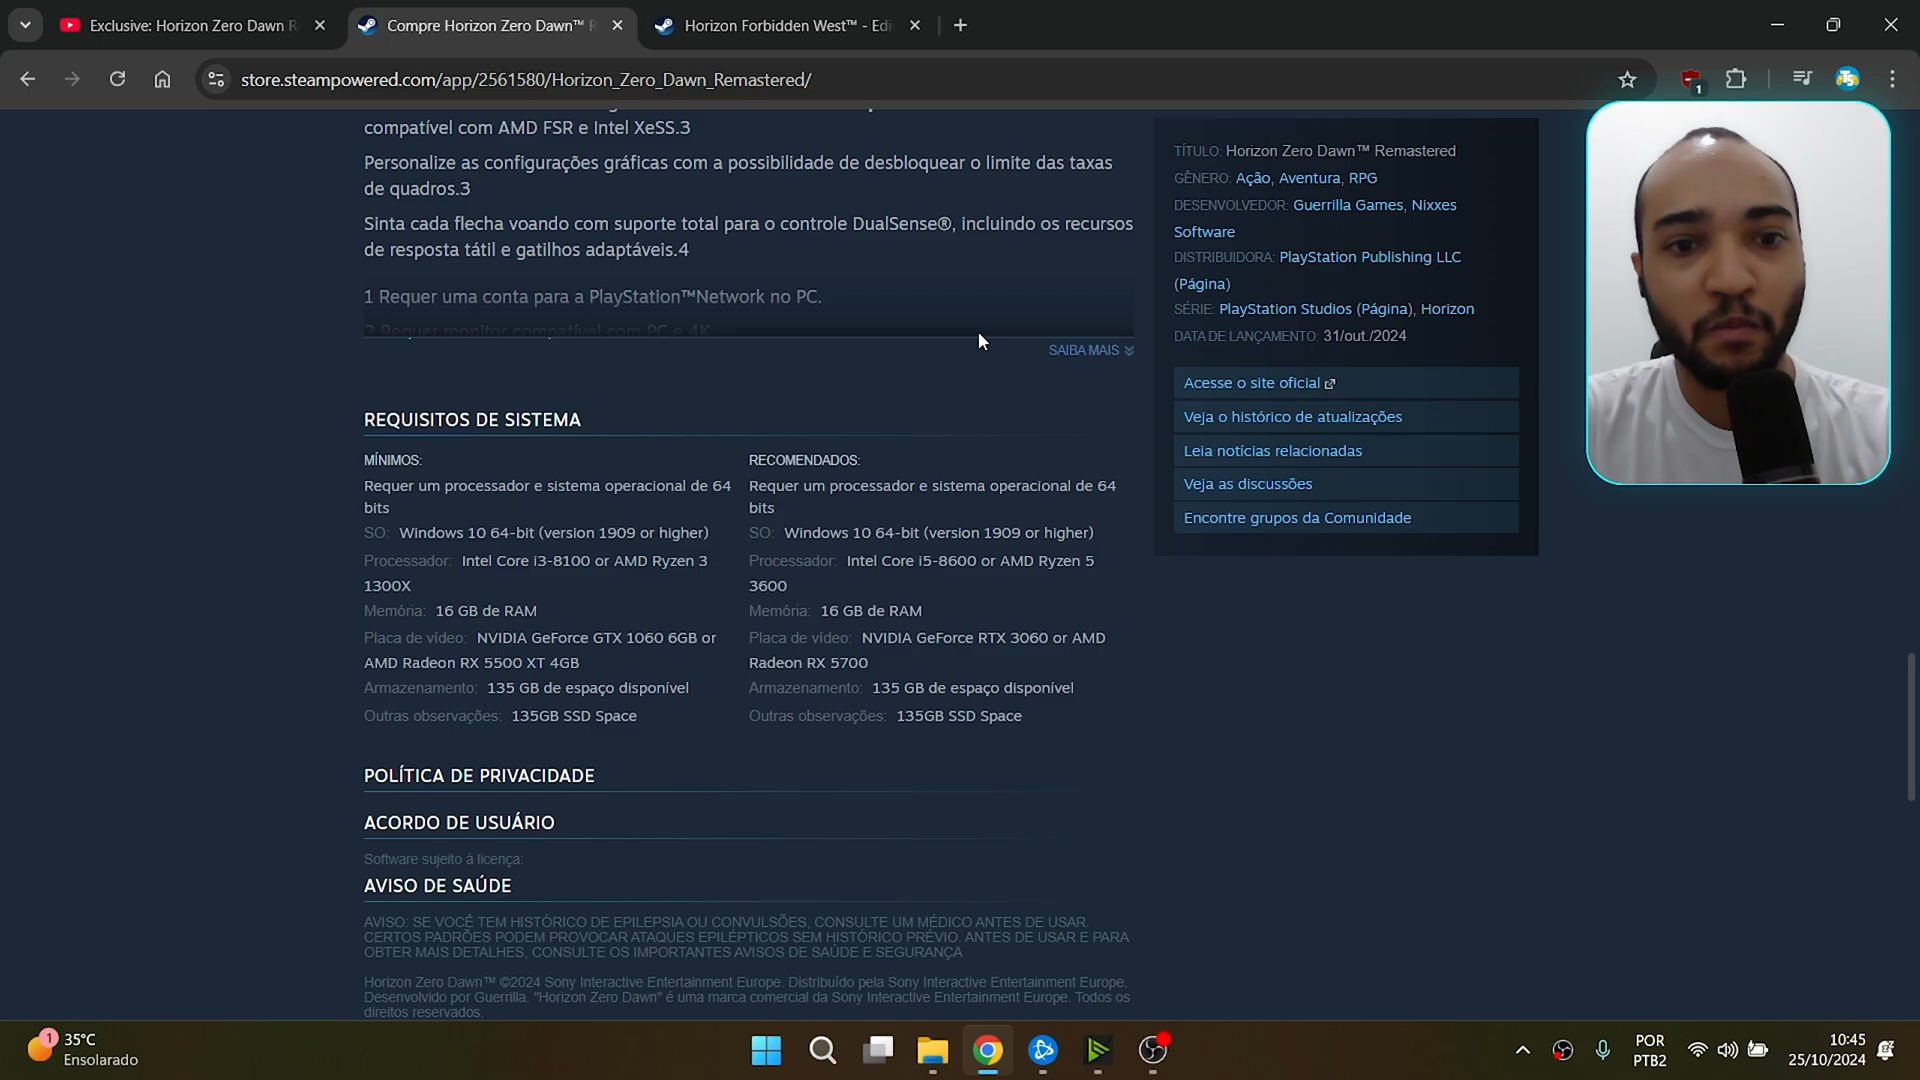 Exclusive: Horizon Zero Dawn R
Compre Horizon Zero Dawn™ R
Horizon Forbidden West™ - Edi
store.steampowered.com/app/2561580/Horizon_Zero_Dawn_Remastered/
1
compatível com AMD FSR e Intel XeSS.3
Personalize as configurações gráficas com a possibilidade de desbloquear o limite das taxas
de quadros.3
Sinta cada flecha voando com suporte total para o controle DualSense®, incluindo os recursos
de resposta tátil e gatilhos adaptáveis.4
1 Requer uma conta para a PlayStation™Network no PC.
2 Requer monitor compatível com PC e 4K
SAIBA MAIS
TÍTULO: Horizon Zero Dawn™ Remastered
GÊNERO: Ação, Aventura, RPG
DESENVOLVEDOR: Guerrilla Games, Nixxes
Software
DISTRIBUIDORA: PlayStation Publishing LLC
(Página)
SÉRIE: PlayStation Studios (Página), Horizon
DATA DE LANÇAMENTO: 31/out./2024
Acesse o site oficial
Veja o histórico de atualizações
Leia notícias relacionadas
Veja as discussões
Encontre grupos da Comunidade
REQUISITOS DE SISTEMA
MÍNIMOS:
Requer um processador e sistema operacional de 64
bits
SO: Windows 10 64-bit (version 1909 or higher)
Processador: Intel Core i3-8100 or AMD Ryzen 3
1300X
Memória: 16 GB de RAM
Placa de vídeo: NVIDIA GeForce GTX 1060 6GB or
AMD Radeon RX 5500 XT 4GB
Armazenamento: 135 GB de espaço disponível
Outras observações: 135GB SSD Space
RECOMENDADOS:
Requer um processador e sistema operacional de 64
bits
SO: Windows 10 64-bit (version 1909 or higher)
Processador: Intel Core i5-8600 or AMD Ryzen 5
3600
Memória: 16 GB de RAM
Placa de vídeo: NVIDIA GeForce RTX 3060 or AMD
Radeon RX 5700
Armazenamento: 135 GB de espaço disponível
Outras observações: 135GB SSD Space
POLÍTICA DE PRIVACIDADE
ACORDO DE USUÁRIO
Software sujeito à licença:
AVISO DE SAÚDE
AVISO: SE VOCÊ TEM HISTÓRICO DE EPILEPSIA OU CONVULSÕES, CONSULTE UM MÉDICO ANTES DE USAR.
CERTOS PADRÕES PODEM PROVOCAR ATAQUES EPILÉPTICOS SEM HISTÓRICO PRÉVIO. ANTES DE USAR E PARA
OBTER MAIS DETALHES, CONSULTE OS IMPORTANTES AVISOS DE SAÚDE E SEGURANÇA
Horizon Zero Dawn™ ©2024 Sony Interactive Entertainment Europe. Distribuído pela Sony Interactive Entertainment Europe.
Desenvolvido por Guerrilla. "Horizon Zero Dawn" é uma marca comercial da Sony Interactive Entertainment Europe. Todos os
direitos reservados.
1
35°C
Ensolarado
POR
PTB2
10:45
25/10/2024